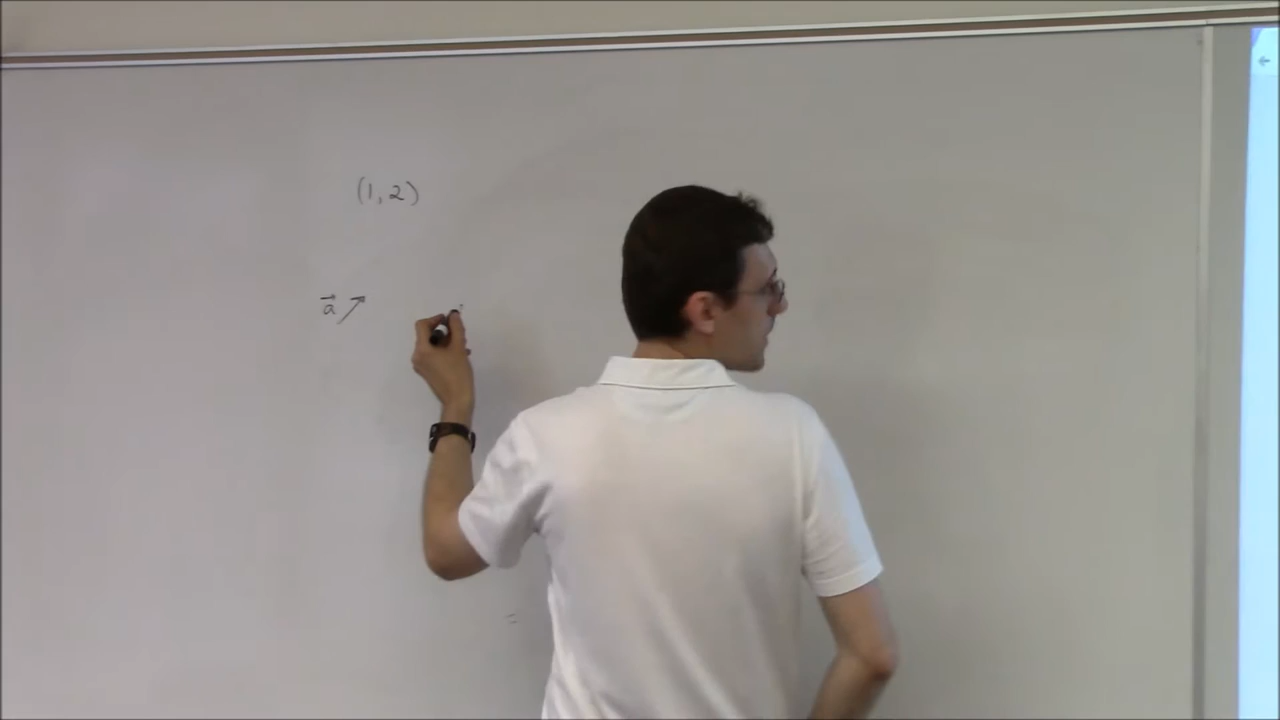 (1,2)
a⃗ ↗
=